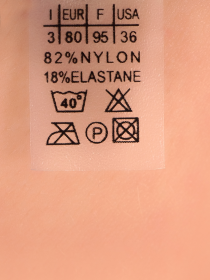 I EUR F USA
3 80 95 36
82%NYLON
18%ELASTANE
40°
P